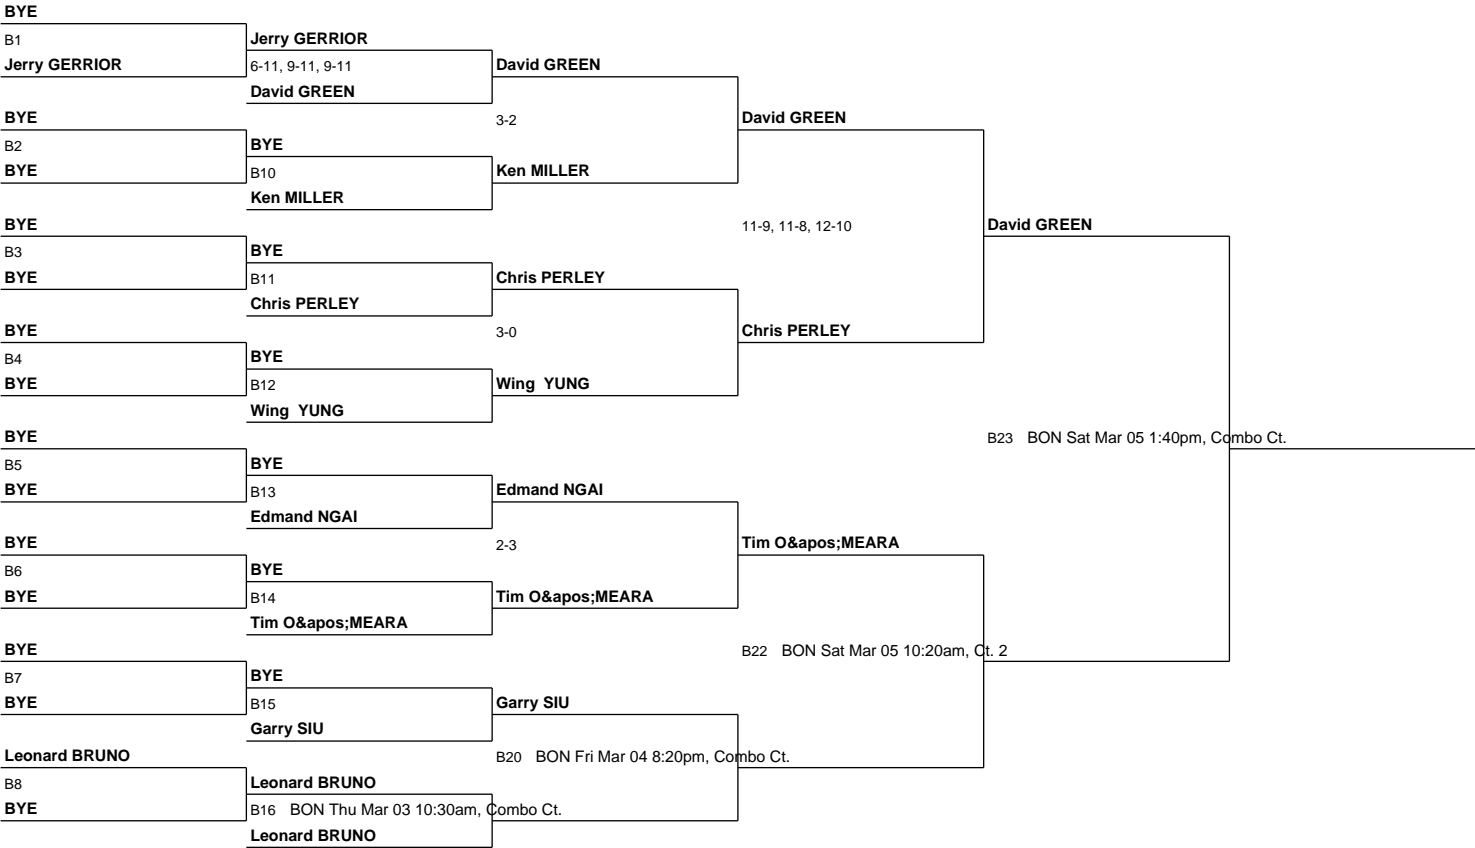 BYE
B1
Jerry GERRIOR
BYE
B2
BYE
BYE
B3
BYE
BYE
B4
BYE
BYE
B5
BYE
BYE
B6
BYE
BYE
B7
BYE
Leonard BRUNO
B8
BYE
Jerry GERRIOR
6-11, 9-11, 9-11
David GREEN
BYE
B10
Ken MILLER
BYE
B11
Chris PERLEY
BYE
B12
Wing  YUNG
BYE
B13
Edmand NGAI
BYE
B14
Tim O&apos;MEARA
BYE
B15
Garry SIU
Leonard BRUNO
B16 BON Thu Mar 03 10:30am, Combo Ct.
Leonard BRUNO
David GREEN
3-2
Ken MILLER
Chris PERLEY
3-0
Wing  YUNG
Edmand NGAI
2-3
Tim O&apos;MEARA
Garry SIU
B20 BON Fri Mar 04 8:20pm, Combo Ct.
David GREEN
11-9, 11-8, 12-10
Chris PERLEY
Tim O&apos;MEARA
B22 BON Sat Mar 05 10:20am, Ct. 2
David GREEN
B23 BON Sat Mar 05 1:40pm, Combo Ct.